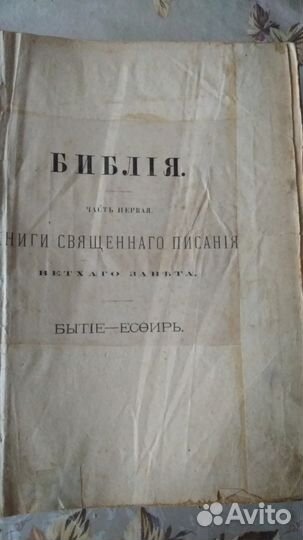 БИБЛІЯ.
ЧАСТЬ ПЕРВАЯ.
НИГИ СВЯЩЕННАГО ПИСАНІЯ
ВЕТХАГО ЗАВѢТА.
БЫТІЕ—ЕСѲИРЬ.
Avito